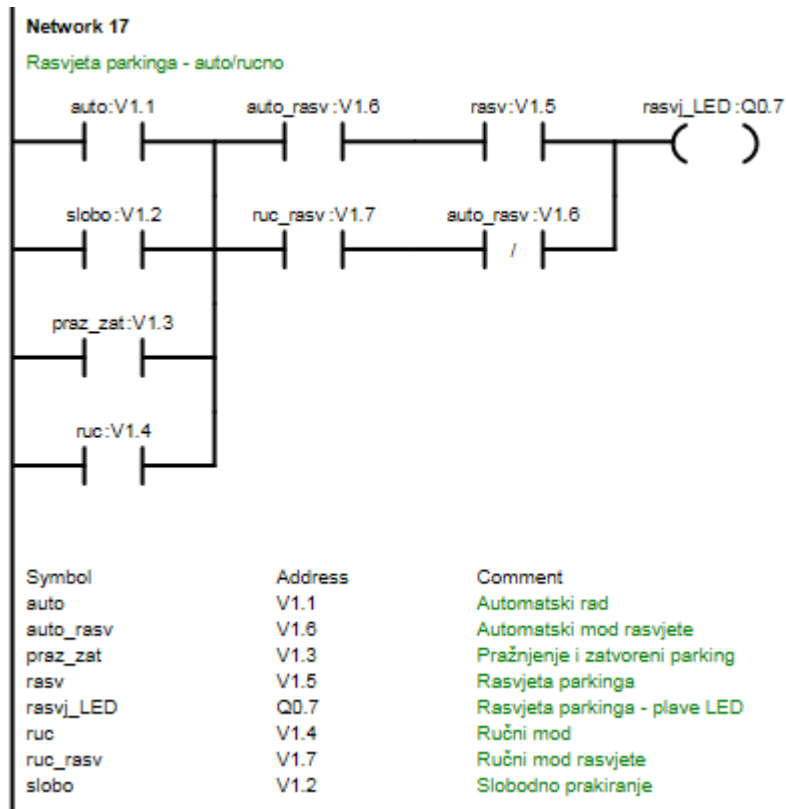 Network 17
Rasvjeta parkinga - auto/rucno
auto:V1.1 auto_rasv:V1.6 rasv:V1.5 rasvj_LED:Q0.7
slobo:V1.2 ruc_rasv:V1.7 auto_rasv:V1.6
/
praz_zat:V1.3
ruc:V1.4
Symbol Address Comment
auto V1.1 Automatski rad
auto_rasv V1.6 Automatski mod rasvjete
praz_zat V1.3 Pražnjenje i zatvoreni parking
rasv V1.5 Rasvjeta parkinga
rasvj_LED Q0.7 Rasvjeta parkinga - plave LED
ruc V1.4 Ručni mod
ruc_rasv V1.7 Ručni mod rasvjete
slobo V1.2 Slobodno prakiranje